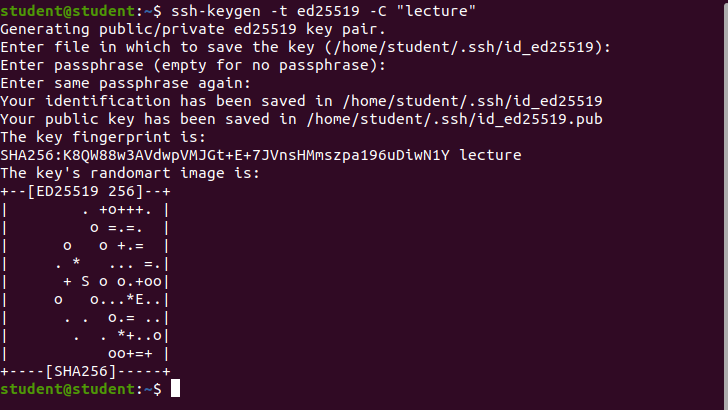 student@student:~$ ssh-keygen -t ed25519 -C "lecture"
Generating public/private ed25519 key pair.
Enter file in which to save the key (/home/student/.ssh/id_ed25519):
Enter passphrase (empty for no passphrase):
Enter same passphrase again:
Your identification has been saved in /home/student/.ssh/id_ed25519
Your public key has been saved in /home/student/.ssh/id_ed25519.pub
The key fingerprint is:
SHA256:K8QW88w3AVdwpVMJGt+E+7JVnsHMmszpa196uDiwN1Y lecture
The key's randomart image is:
+--[ED25519 256]--+
|        . +o+++. |
|         o =.=.  |
|      o   o +.=  |
|     . *   ... =.|
|      + S o o.+oo|
|     o   o...*E..|
|      . .  o.= ..|
|       .  . *+..o|
|           oo+=+ |
+----[SHA256]-----+
student@student:~$